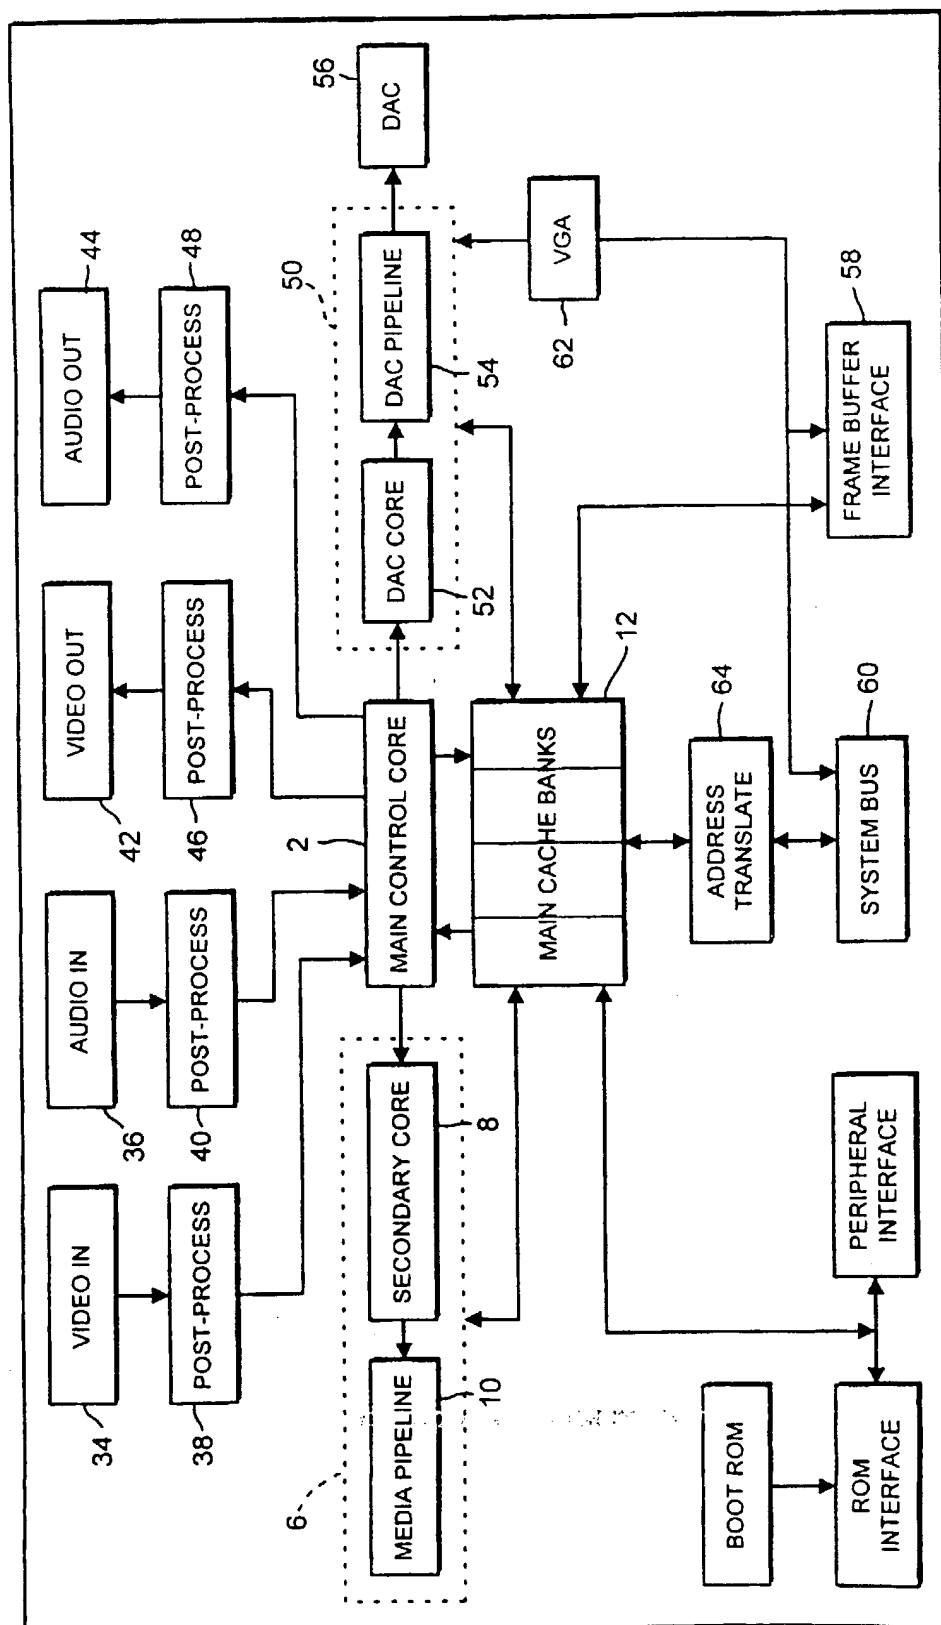 VIDEO IN
34
AUDIO IN
36
VIDEO OUT
42
AUDIO OUT
44
POST-PROCESS
38
POST-PROCESS
40
POST-PROCESS
46
POST-PROCESS
48
6
MEDIA PIPELINE
10
SECONDARY CORE
8
2
MAIN CONTROL CORE
50
DAC CORE
52
DAC PIPELINE
54
DAC
56
MAIN CACHE BANKS
12
VGA
62
BOOT ROM
ADDRESS
TRANSLATE
64
ROM
INTERFACE
PERIPHERAL
INTERFACE
SYSTEM BUS
60
FRAME BUFFER
INTERFACE
58